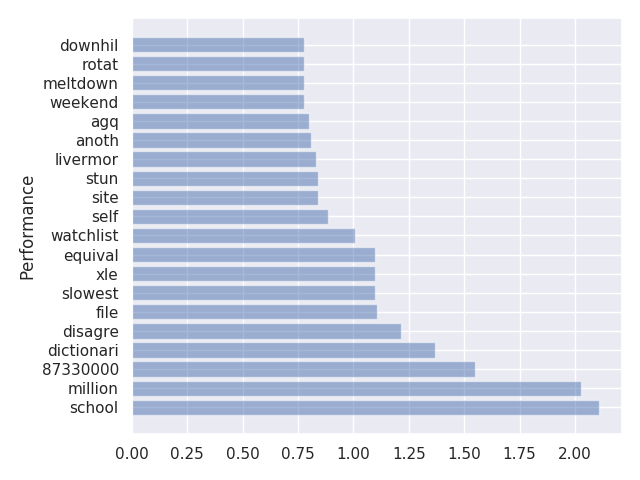 downhil
rotat
meltdown
weekend
agq
anoth
livermor
stun
site
self
watchlist
equival
xle
slowest
file
disagre
dictionari
87330000
million
school
Performance
0.00 0.25 0.50 0.75 1.00 1.25 1.50 1.75 2.00